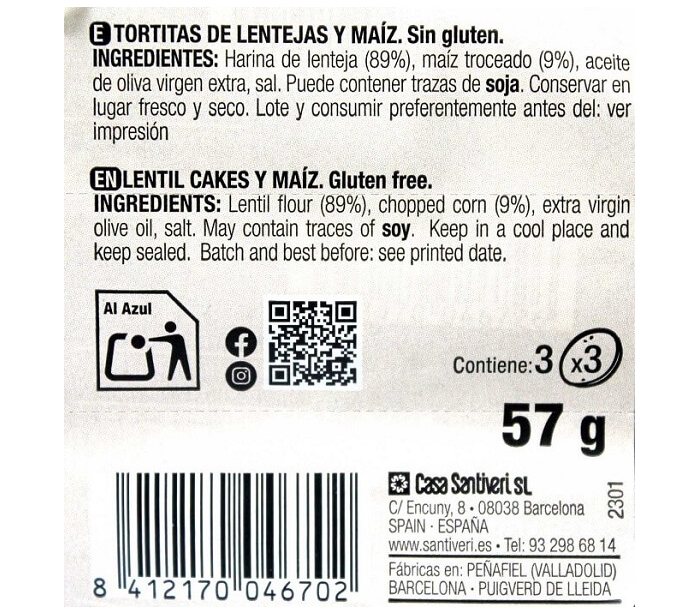 E TORTITAS DE LENTEJAS Y MAÍZ. Sin gluten.
INGREDIENTES: Harina de lenteja (89%), maíz troceado (9%), aceite
de oliva virgen extra, sal. Puede contener trazas de soja. Conservar en
lugar fresco y seco. Lote y consumir preferentemente antes del: ver
impresión
EN LENTIL CAKES Y MAÍZ. Gluten free.
INGREDIENTS: Lentil flour (89%), chopped corn (9%), extra virgin
olive oil, salt. May contain traces of soy. Keep in a cool place and
keep sealed. Batch and best before: see printed date.
Al Azul
Contiene: 3 x3
57 g
Casa Santiveri SL
C/ Encuny, 8 • 08038 Barcelona
SPAIN · ESPAÑA
www.santiveri.es • Tel: 93 298 68 14
2301
Fábricas en: PEÑAFIEL (VALLADOLID)
BARCELONA · PUIGVERD DE LLEIDA
8 412170 046702